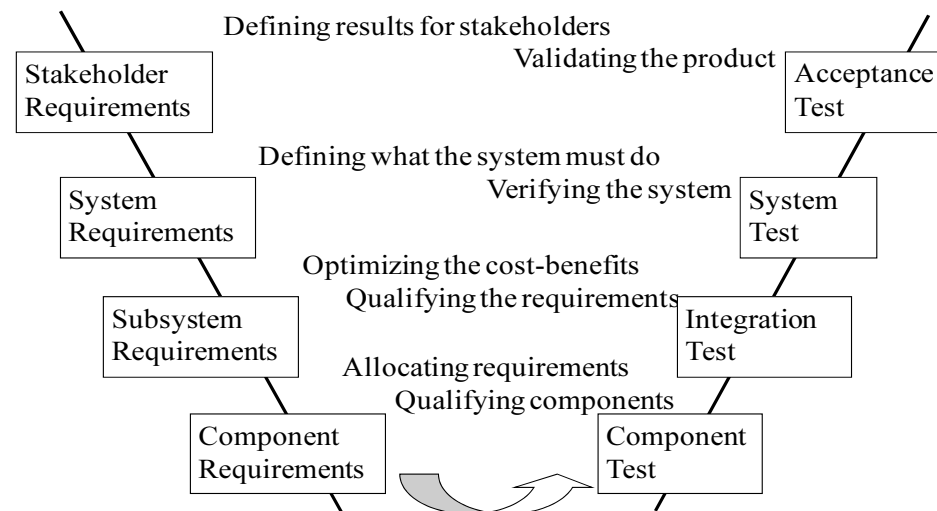 Defining results for stakeholders
Validating the product
Stakeholder
Requirements
Acceptance
Test
Defining what the system must do
Verifying the system
System
Requirements
System
Test
Optimizing the cost-benefits
Qualifying the requirements
Subsystem
Requirements
Integration
Test
Allocating requirements
Qualifying components
Component
Requirements
Component
Test